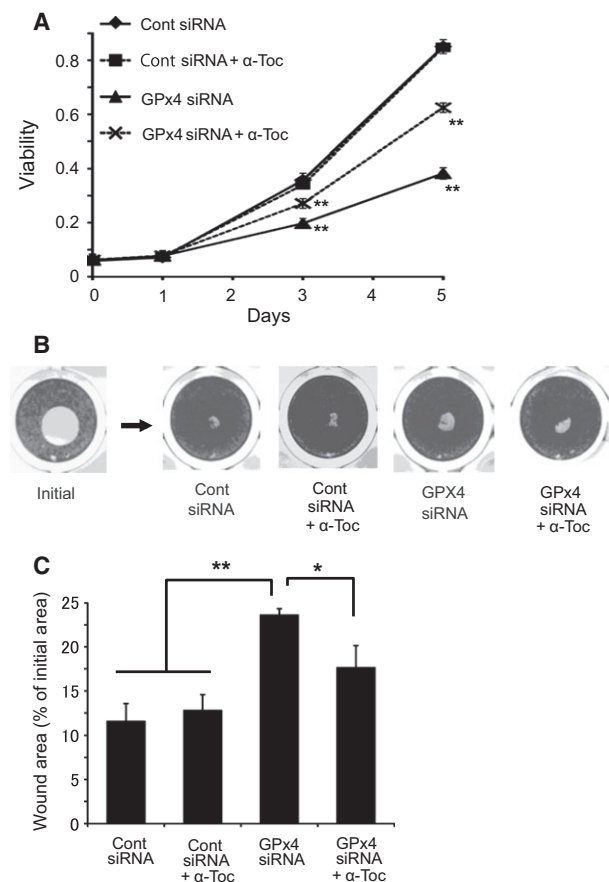 A
Cont siRNA
Cont siRNA + α-Toc
GPx4 siRNA
GPx4 siRNA + α-Toc
Viability
0.8
0.6
0.4
0.2
0
**
**
**
**
0 1 2 3 4 5
Days
B
Initial
Cont
siRNA
Cont
siRNA
+ α-Toc
GPX4
siRNA
GPx4
siRNA
+ α-Toc
C
** *
Wound area (% of initial area)
25
20
15
10
5
0
Cont
siRNA
Cont
siRNA
+ α-Toc
GPx4
siRNA
GPx4
siRNA
+ α-Toc